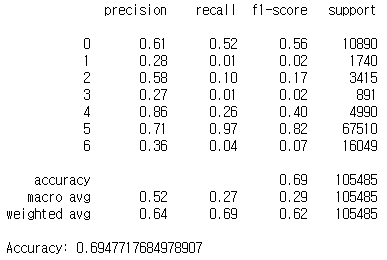 precision recall f1-score support
0 0.61 0.52 0.56 10890
1 0.28 0.01 0.02 1740
2 0.58 0.10 0.17 3415
3 0.27 0.01 0.02 891
4 0.86 0.26 0.40 4990
5 0.71 0.97 0.82 67510
6 0.36 0.04 0.07 16049
accuracy 0.69 105485
macro avg 0.52 0.27 0.29 105485
weighted avg 0.64 0.69 0.62 105485
Accuracy: 0.6947717684978907